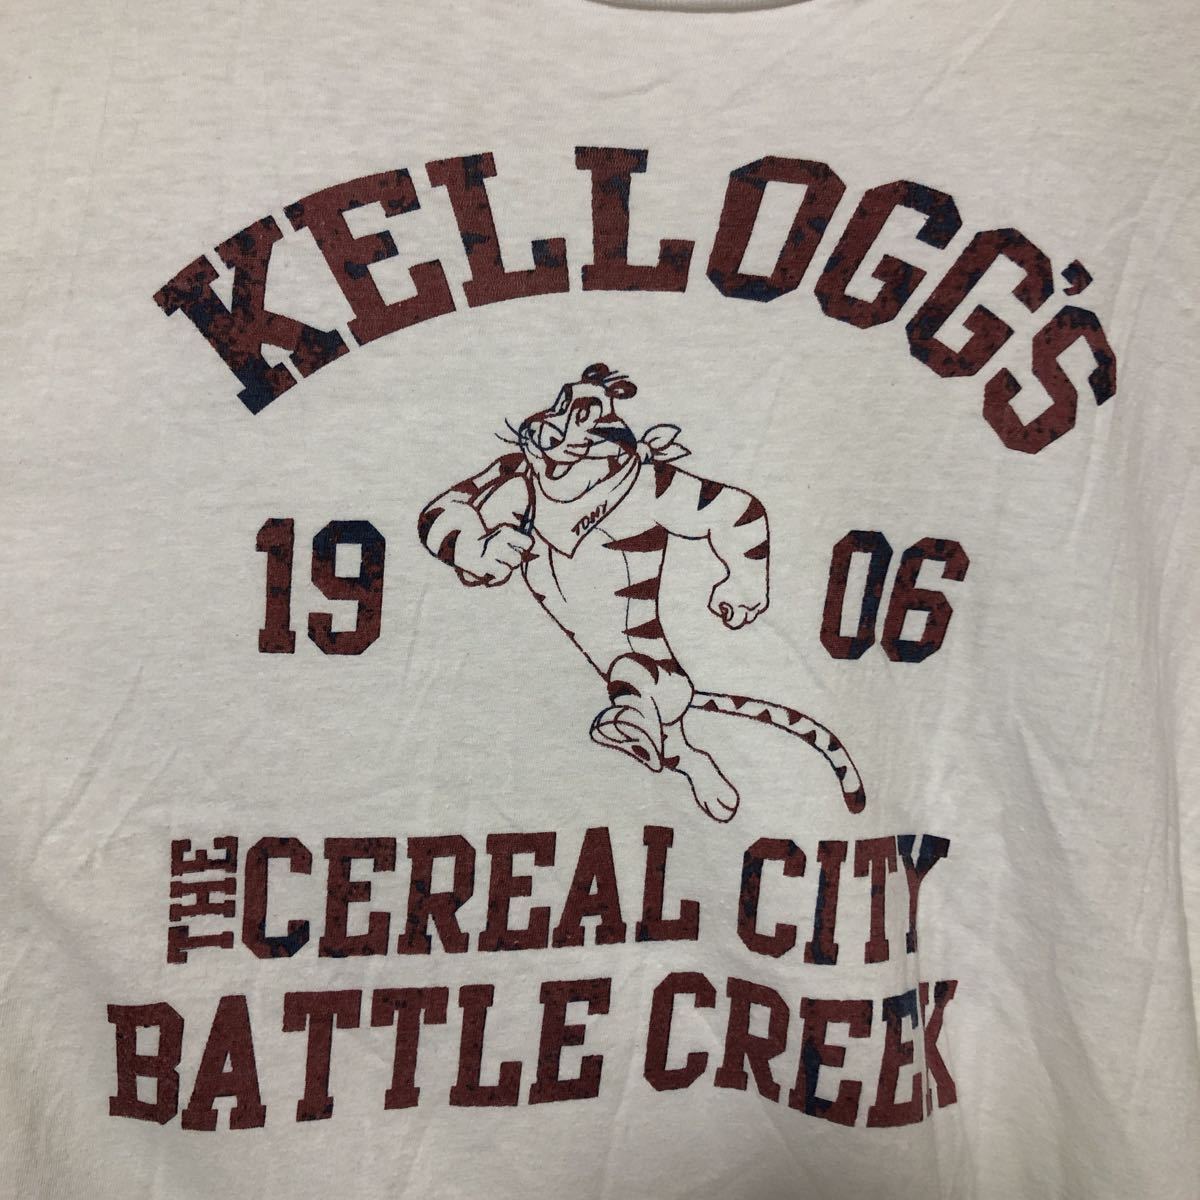 KELLOGG'S
TONY
19 06
THE CEREAL CITY
BATTLE CREEK